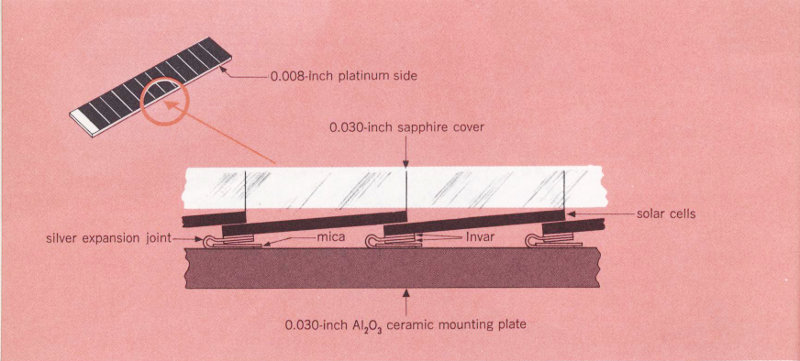 0.008-inch platinum side
0.030-inch sapphire cover
solar cells
silver expansion joint
mica
Invar
0.030-inch Al₂O₃ ceramic mounting plate